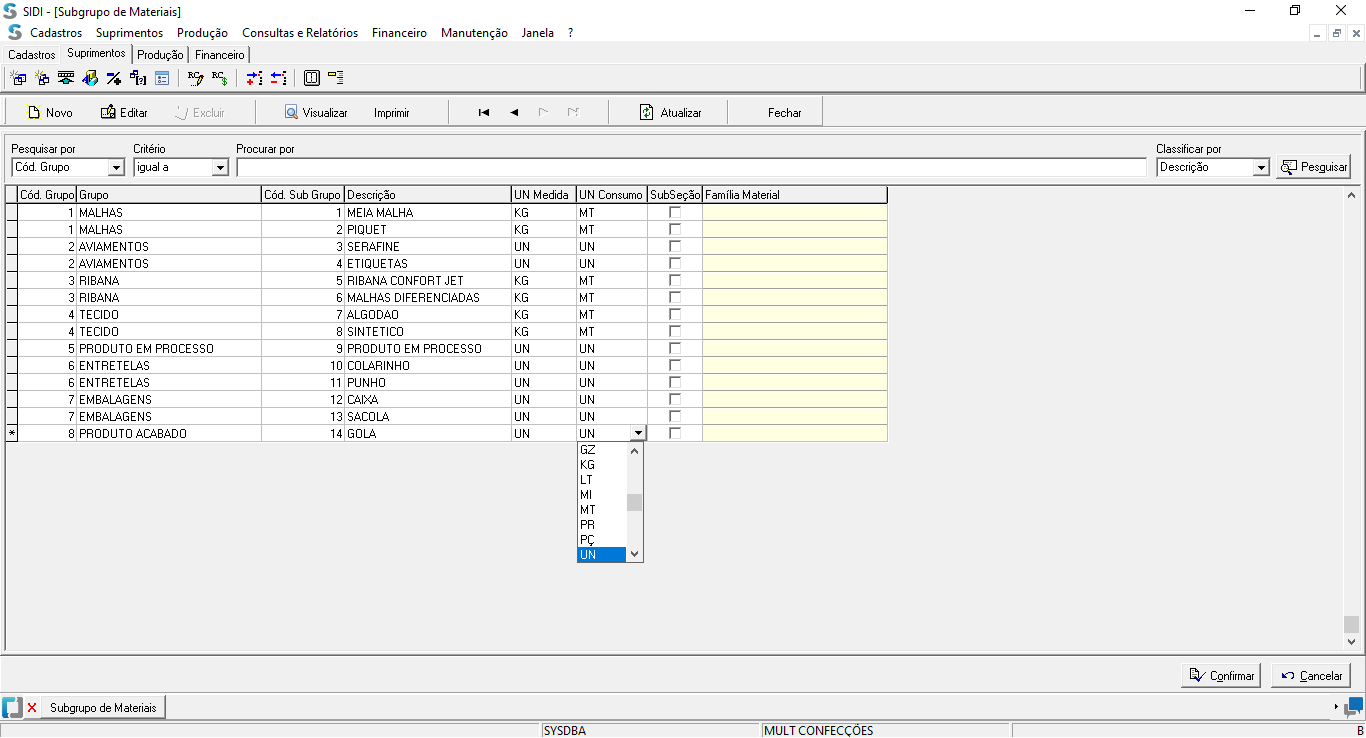 SIDI - [Subgrupo de Materiais]
Cadastros Suprimentos Produção Consultas e Relatórios Financeiro Manutenção Janela ?
Cadastros Suprimentos Produção Financeiro
Novo Editar Excluir Visualizar Imprimir Atualizar Fechar
Pesquisar por Critério Procurar por Classificar por
Cód. Grupo igual a Descrição Pesquisar
Cód. Grupo Grupo Cód. Sub Grupo Descrição UN Medida UN Consumo SubSeção Família Material
1 MALHAS 1 MEIA MALHA KG MT
1 MALHAS 2 PIQUET KG MT
2 AVIAMENTOS 3 SERAFINE UN UN
2 AVIAMENTOS 4 ETIQUETAS UN UN
3 RIBANA 5 RIBANA CONFORT JET KG MT
3 RIBANA 6 MALHAS DIFERENCIADAS KG MT
4 TECIDO 7 ALGODAO KG MT
4 TECIDO 8 SINTETICO KG MT
5 PRODUTO EM PROCESSO 9 PRODUTO EM PROCESSO UN UN
6 ENTRETELAS 10 COLARINHO UN UN
6 ENTRETELAS 11 PUNHO UN UN
7 EMBALAGENS 12 CAIXA UN UN
7 EMBALAGENS 13 SACOLA UN UN
* 8 PRODUTO ACABADO 14 GOLA UN UN
GZ
KG
LT
MI
MT
PR
PÇ
UN
Confirmar Cancelar
Subgrupo de Materiais
SYSDBA MULT CONFECÇÕES B